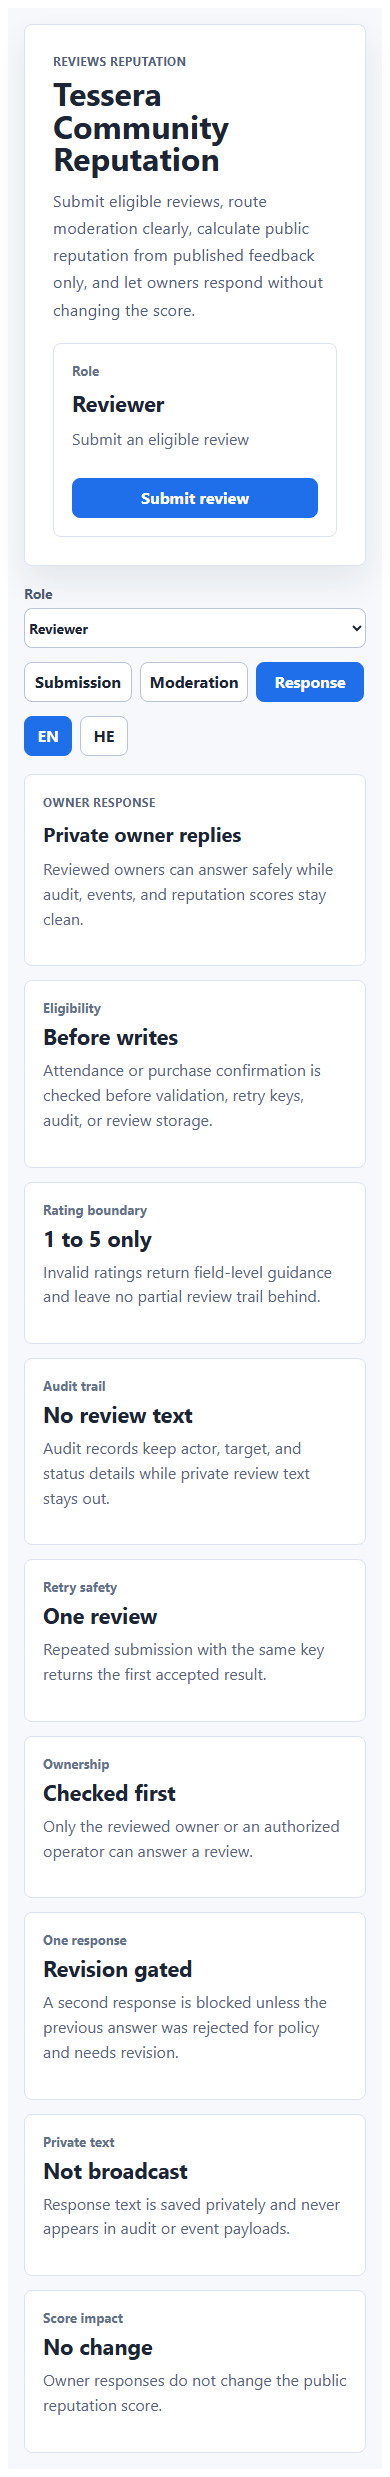 REVIEWS REPUTATION
Tessera
Community
Reputation
Submit eligible reviews, route
moderation clearly, calculate public
reputation from published feedback
only, and let owners respond without
changing the score.
Role
Reviewer
Submit an eligible review
Submit review
Role
Reviewer
Submission Moderation Response
EN HE
OWNER RESPONSE
Private owner replies
Reviewed owners can answer safely while
audit, events, and reputation scores stay
clean.
Eligibility
Before writes
Attendance or purchase confirmation is
checked before validation, retry keys,
audit, or review storage.
Rating boundary
1 to 5 only
Invalid ratings return field-level guidance
and leave no partial review trail behind.
Audit trail
No review text
Audit records keep actor, target, and
status details while private review text
stays out.
Retry safety
One review
Repeated submission with the same key
returns the first accepted result.
Ownership
Checked first
Only the reviewed owner or an authorized
operator can answer a review.
One response
Revision gated
A second response is blocked unless the
previous answer was rejected for policy
and needs revision.
Private text
Not broadcast
Response text is saved privately and never
appears in audit or event payloads.
Score impact
No change
Owner responses do not change the public
reputation score.